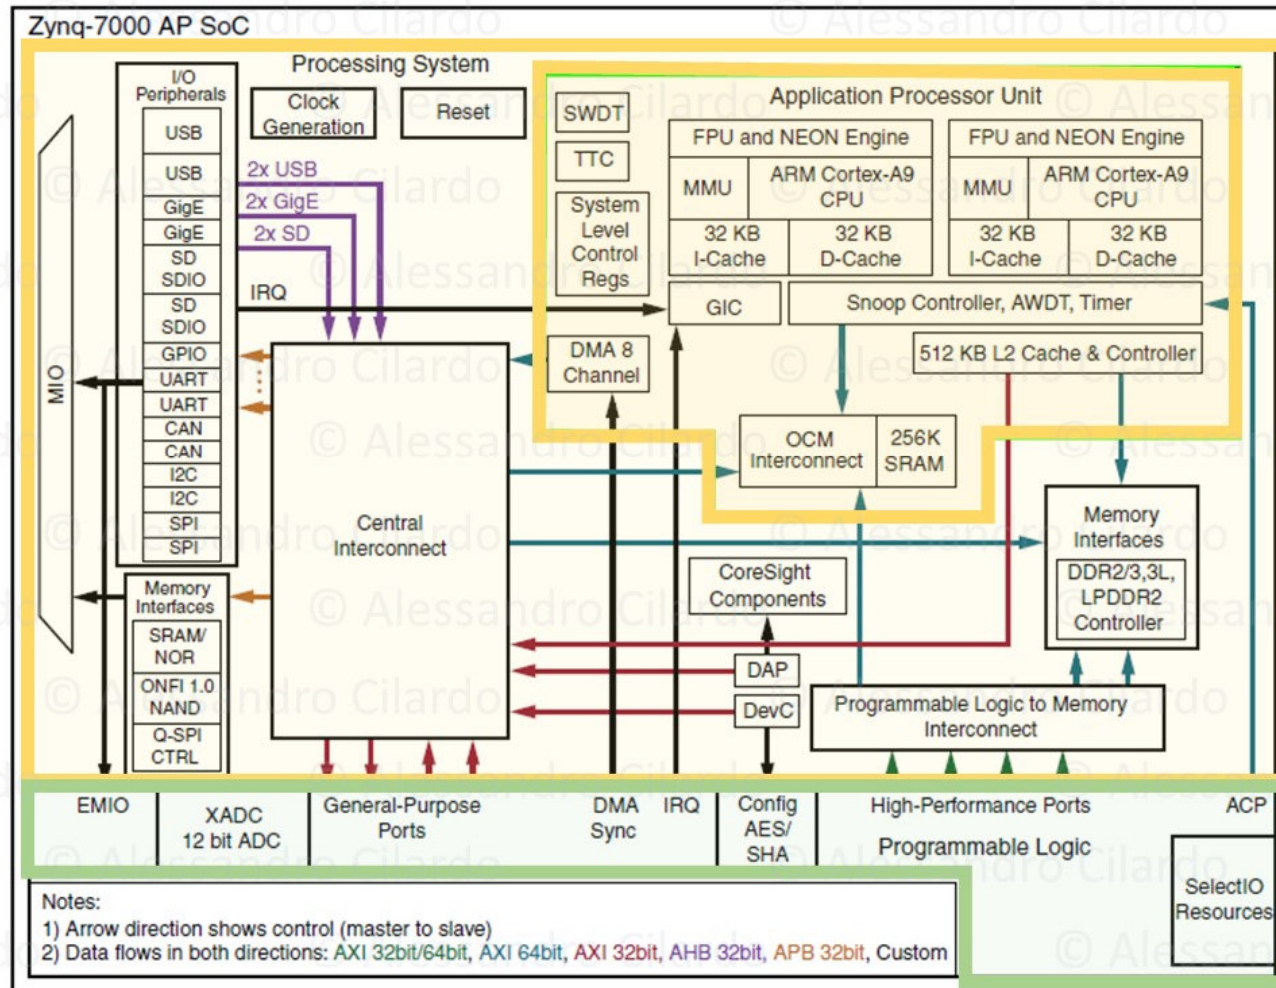 Zynq-7000 AP SoC
Processing System
I/O
Peripherals
USB
USB
GigE
GigE
SD
SDIO
SD
SDIO
GPIO
UART
UART
CAN
CAN
I2C
I2C
SPI
SPI
MIO
Memory
Interfaces
SRAM/
NOR
ONFI 1.0
NAND
Q-SPI
CTRL
Clock
Generation
Reset
2x USB
2x GigE
2x SD
IRQ
Central
Interconnect
Application Processor Unit
SWDT
TTC
System
Level
Control
Regs
FPU and NEON Engine
MMU
ARM Cortex-A9
CPU
32 KB
I-Cache
32 KB
D-Cache
FPU and NEON Engine
MMU
ARM Cortex-A9
CPU
32 KB
I-Cache
32 KB
D-Cache
GIC
Snoop Controller, AWDT, Timer
DMA 8
Channel
512 KB L2 Cache & Controller
OCM
Interconnect
256K
SRAM
Memory
Interfaces
DDR2/3,3L,
LPDDR2
Controller
CoreSight
Components
DAP
DevC
Programmable Logic to Memory
Interconnect
EMIO
XADC
12 bit ADC
General-Purpose
Ports
DMA
Sync
IRQ
Config
AES/
SHA
High-Performance Ports
ACP
Programmable Logic
SelectIO
Resources
Notes:
1) Arrow direction shows control (master to slave)
2) Data flows in both directions: AXI 32bit/64bit, AXI 64bit, AXI 32bit, AHB 32bit, APB 32bit, Custom
© Alessandro Cilardo